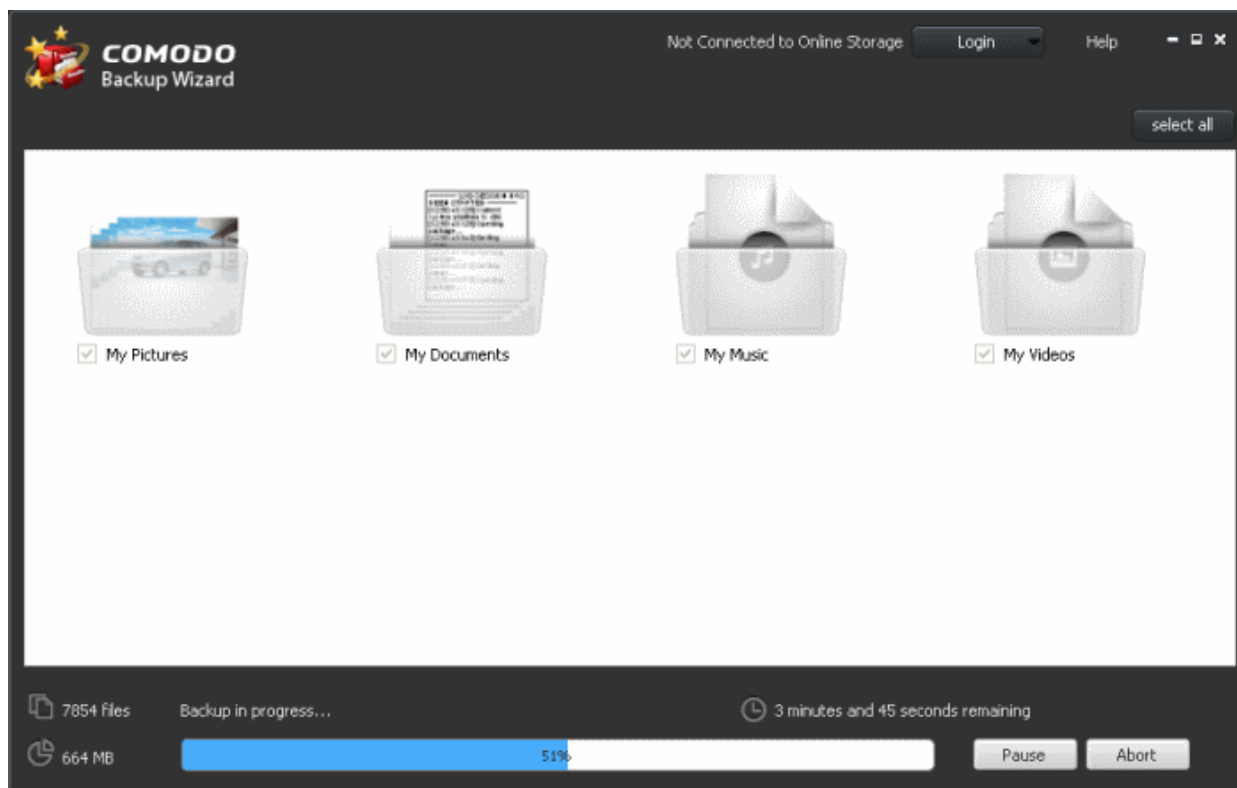 COMODO
Backup Wizard
Not Connected to Online Storage
Login
Help
select all
My Pictures
My Documents
My Music
My Videos
7854 files
Backup in progress...
3 minutes and 45 seconds remaining
664 MB
51%
Pause
Abort